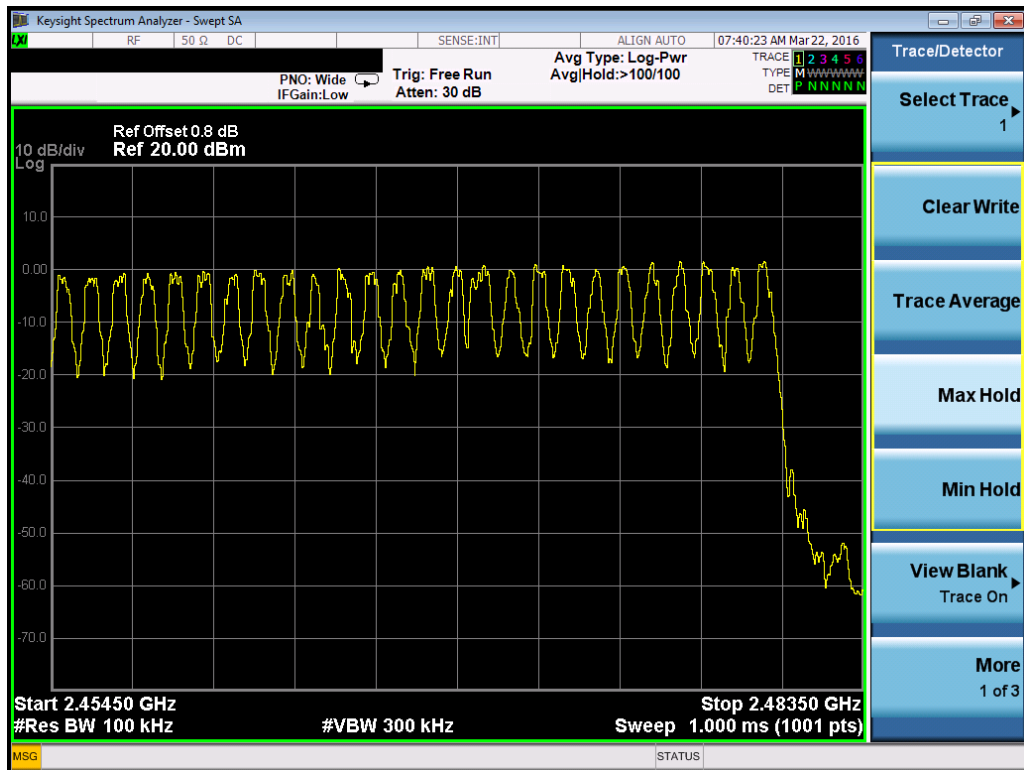 Keysight Spectrum Analyzer - Swept SA
LXI RF 50 Ω DC SENSE:INT ALIGN AUTO 07:40:23 AM Mar 22, 2016
PNO: Wide
IFGain:Low
Trig: Free Run
Atten: 30 dB
Avg Type: Log-Pwr
Avg|Hold:>100/100
TRACE 1 2 3 4 5 6
TYPE M W W W W W
DET P N N N N N
Ref Offset 0.8 dB
10 dB/div Ref 20.00 dBm
Log
10.0
0.00
-10.0
-20.0
-30.0
-40.0
-50.0
-60.0
-70.0
Start 2.45450 GHz Stop 2.48350 GHz
#Res BW 100 kHz #VBW 300 kHz Sweep 1.000 ms (1001 pts)
MSG STATUS
Trace/Detector
Select Trace
1
Clear Write
Trace Average
Max Hold
Min Hold
View Blank
Trace On
More
1 of 3